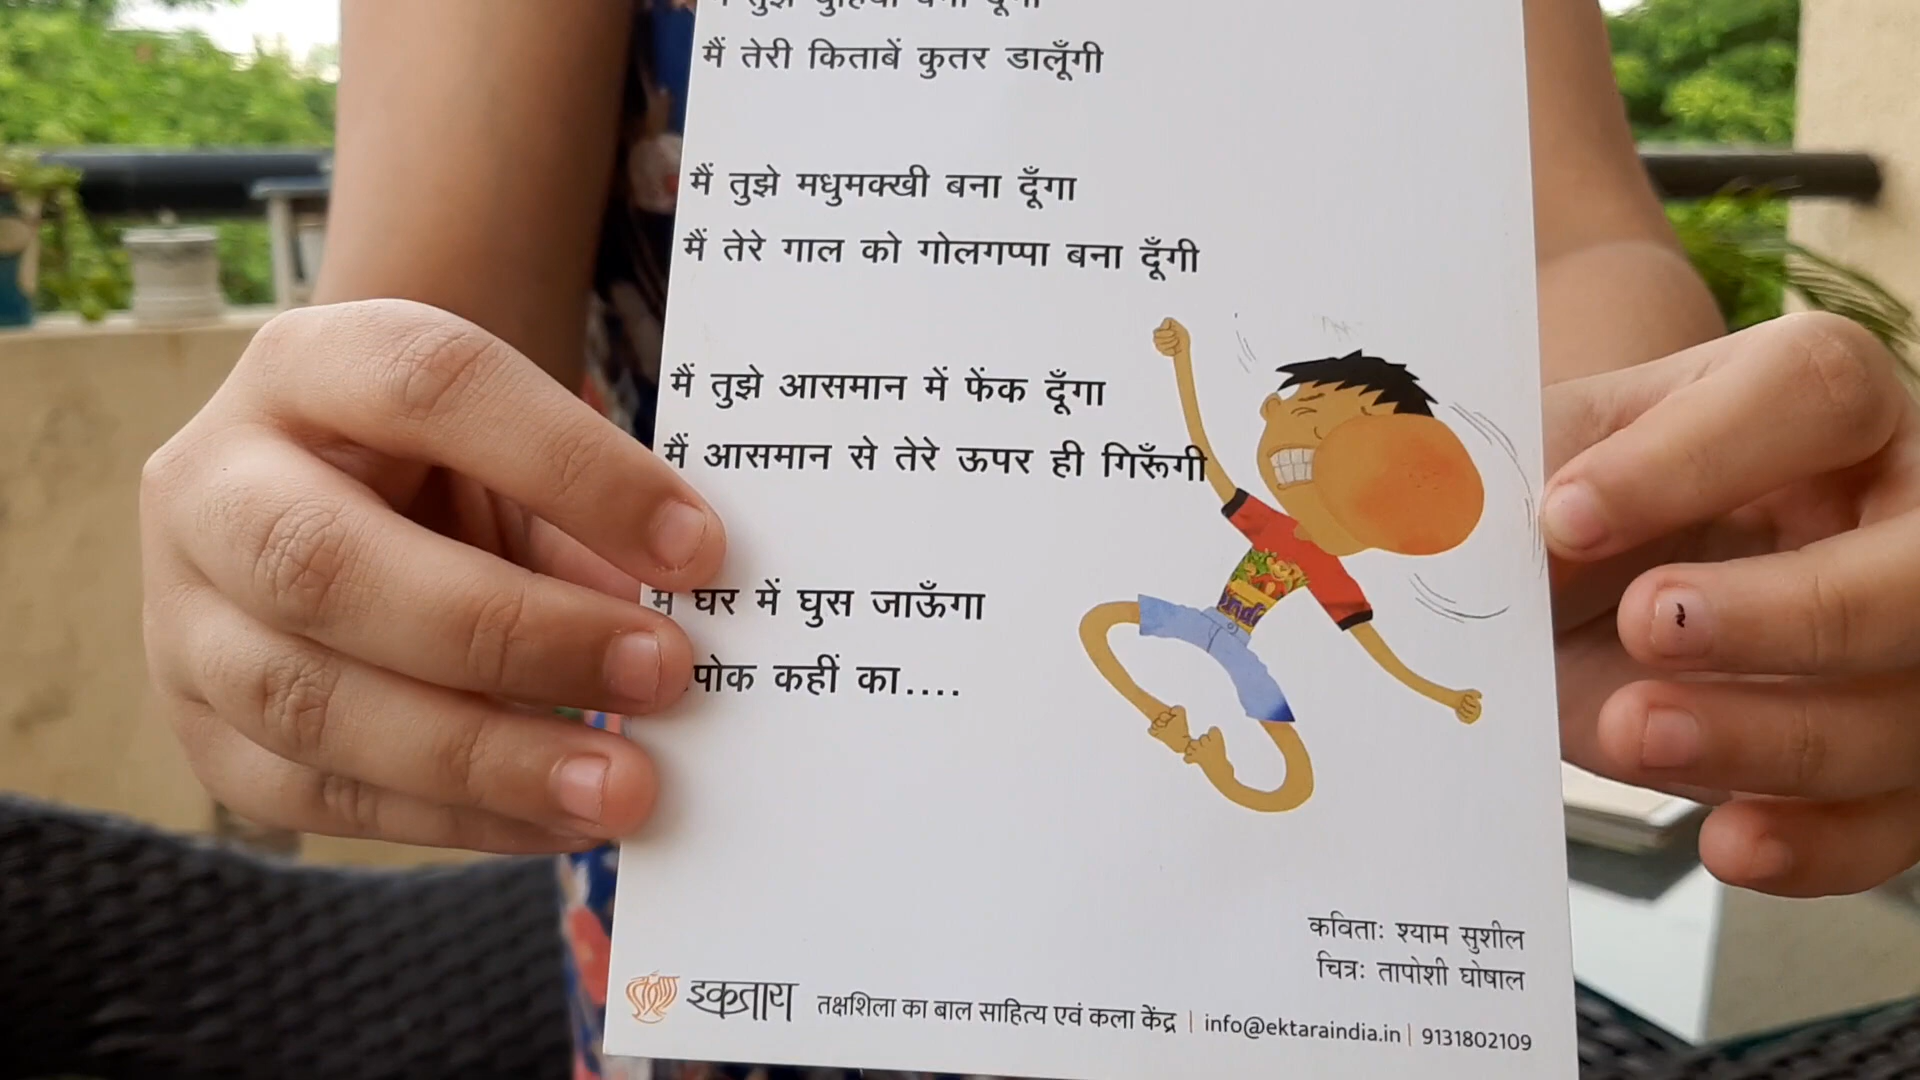 मैं तेरी किताबें कुतर डालूँगी
मैं तुझे मधुमक्खी बना दूँगा
मैं तेरे गाल को गोलगप्पा बना दूँगी
मैं तुझे आसमान में फेंक दूँगा
मैं आसमान से तेरे ऊपर ही गिरूँगी
घर में घुस जाऊँगा
पोक कहीं का....
कविताः श्याम सुशील
चित्रः तापोशी घोषाल
इकतारा तक्षशिला का बाल साहित्य एवं कला केंद्र | info@ektaraindia.in | 9131802109